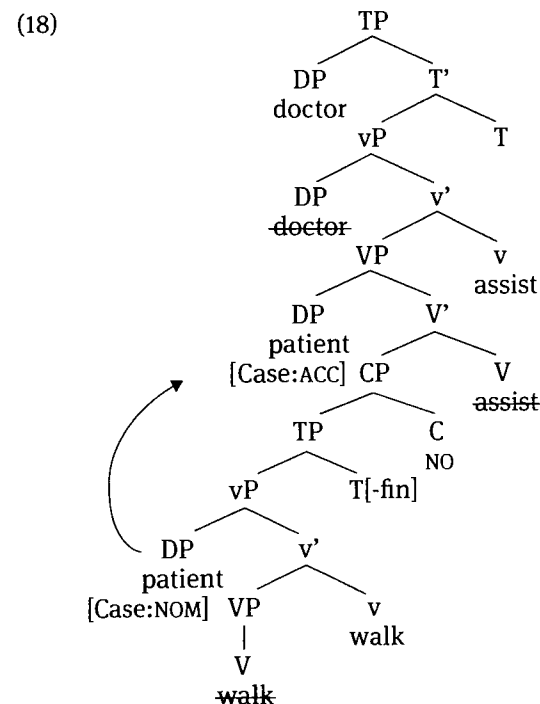 (18) TP
DP T'
doctor
vP T
DP v'
doctor
VP v
assist
DP V'
patient
[Case:ACC] CP V
assist
TP C
NO
vP T[-fin]
DP v'
patient
[Case:NOM] VP v
walk
V
walk